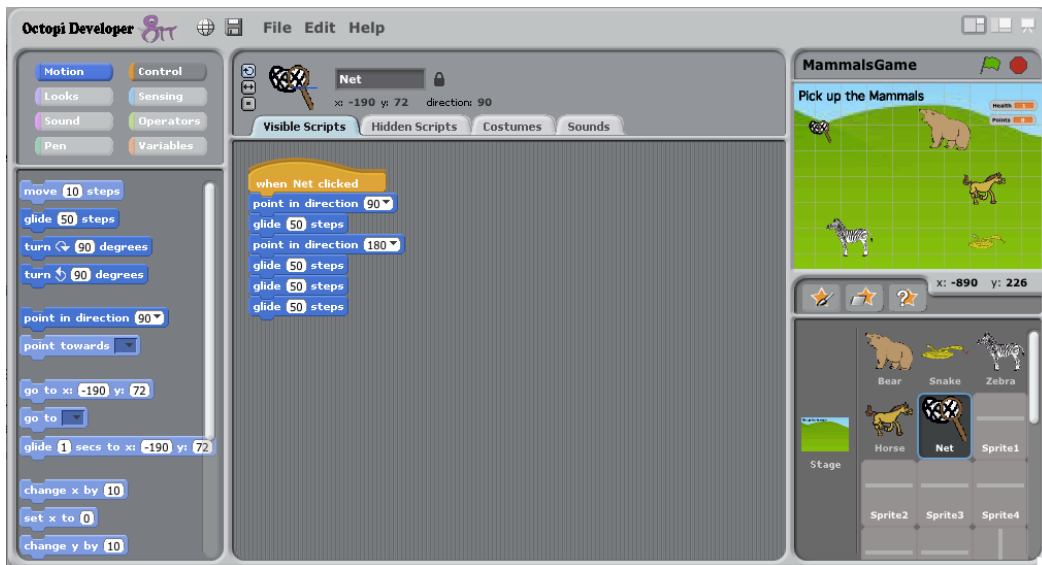 Octopi Developer
File Edit Help
Motion Control
Looks Sensing
Sound Operators
Pen Variables
move 10 steps
glide 50 steps
turn 90 degrees
turn 90 degrees
point in direction 90
point towards
go to x: -190 y: 72
go to
glide 1 secs to x: -190 y: 72
change x by 10
set x to 0
change y by 10
Net
x: -190 y: 72 direction: 90
Visible Scripts Hidden Scripts Costumes Sounds
when Net clicked
point in direction 90
glide 50 steps
point in direction 180
glide 50 steps
glide 50 steps
glide 50 steps
MammalsGame
Pick up the Mammals
Health
Points
x: -890 y: 226
Stage
Bear Snake Zebra
Horse Net Sprite1
Sprite2 Sprite3 Sprite4